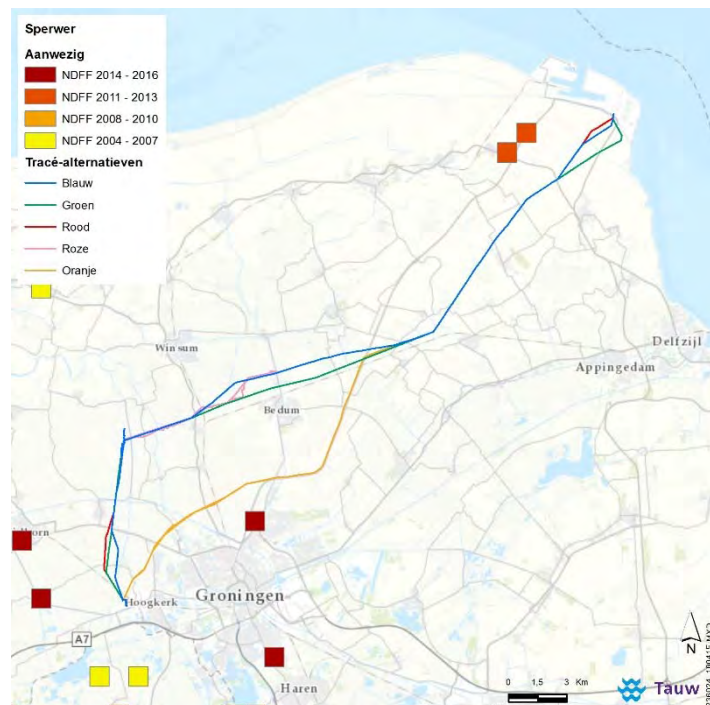 Sperwer
Aanwezig
NDFF 2014 - 2016
NDFF 2011 - 2013
NDFF 2008 - 2010
NDFF 2004 - 2007
Tracé-alternatieven
Blauw
Groen
Rood
Roze
Oranje
Winsum
Delfzijl
Appingedam
Bedum
Hoogkerk
Groningen
A7
Haren
N
0 1,5 3 Km
Tauw